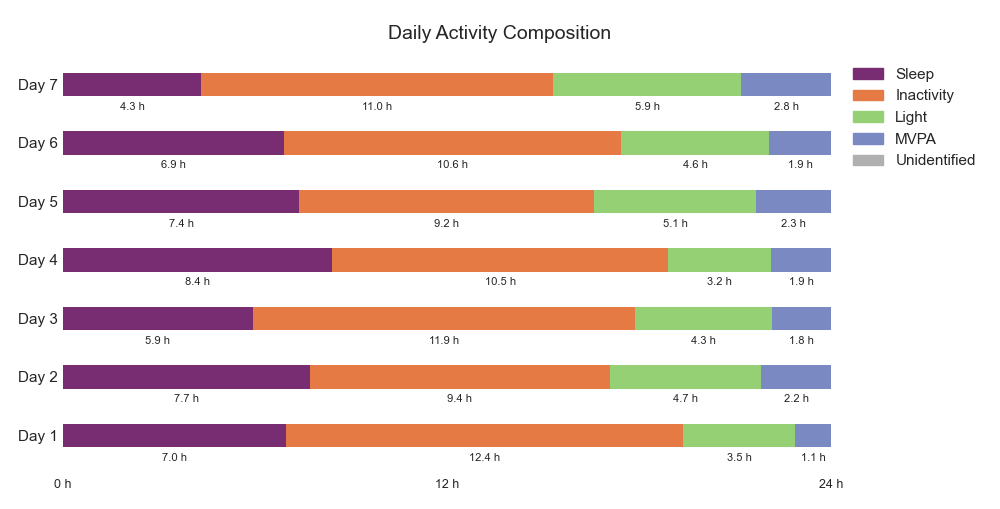 Daily Activity Composition
Day 7
4.3 h 11.0 h 5.9 h 2.8 h
Day 6
6.9 h 10.6 h 4.6 h 1.9 h
Day 5
7.4 h 9.2 h 5.1 h 2.3 h
Day 4
8.4 h 10.5 h 3.2 h 1.9 h
Day 3
5.9 h 11.9 h 4.3 h 1.8 h
Day 2
7.7 h 9.4 h 4.7 h 2.2 h
Day 1
7.0 h 12.4 h 3.5 h 1.1 h
0 h 12 h 24 h
Sleep
Inactivity
Light
MVPA
Unidentified